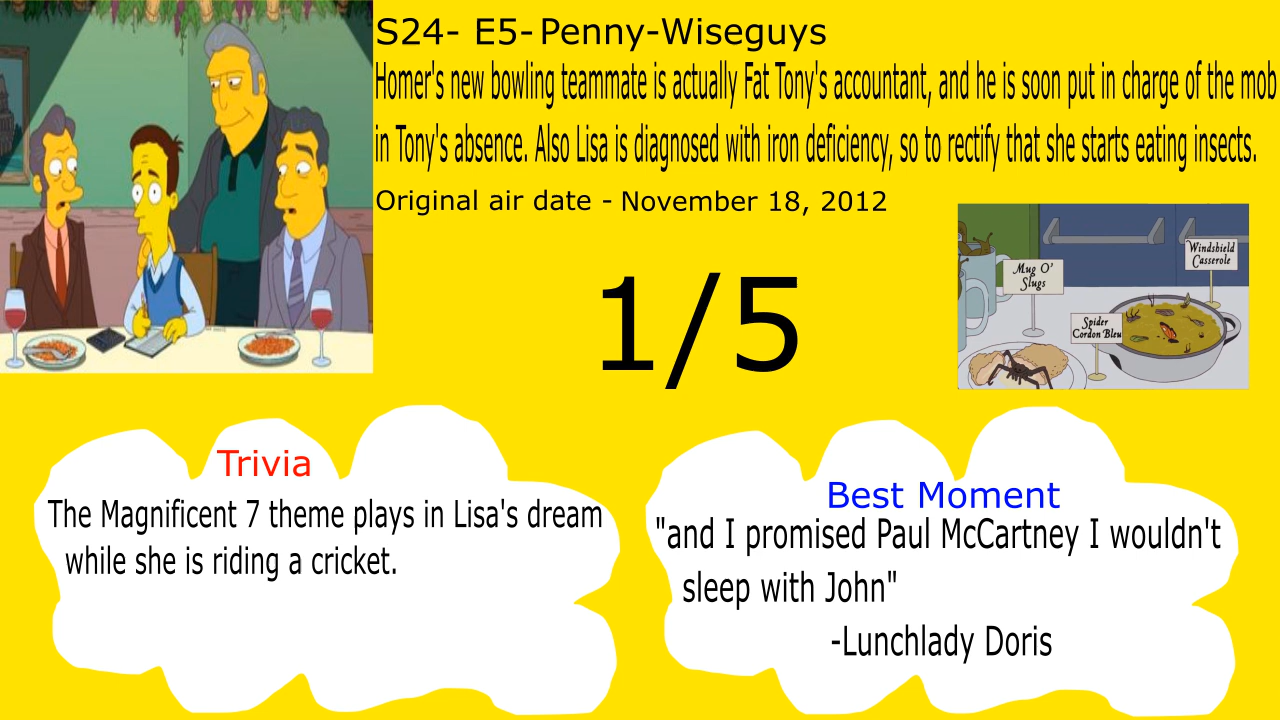 S24- E5-Penny-Wiseguys
Homer's new bowling teammate is actually Fat Tony's accountant, and he is soon put in charge of the mob
in Tony's absence. Also Lisa is diagnosed with iron deficiency, so to rectify that she starts eating insects.
Original air date - November 18, 2012
Windshield
Casserole
Mug O'
Slugs
Spider
Cordon Bleu
1/5
Trivia
The Magnificent 7 theme plays in Lisa's dream
while she is riding a cricket.
Best Moment
"and I promised Paul McCartney I wouldn't
sleep with John"
-Lunchlady Doris